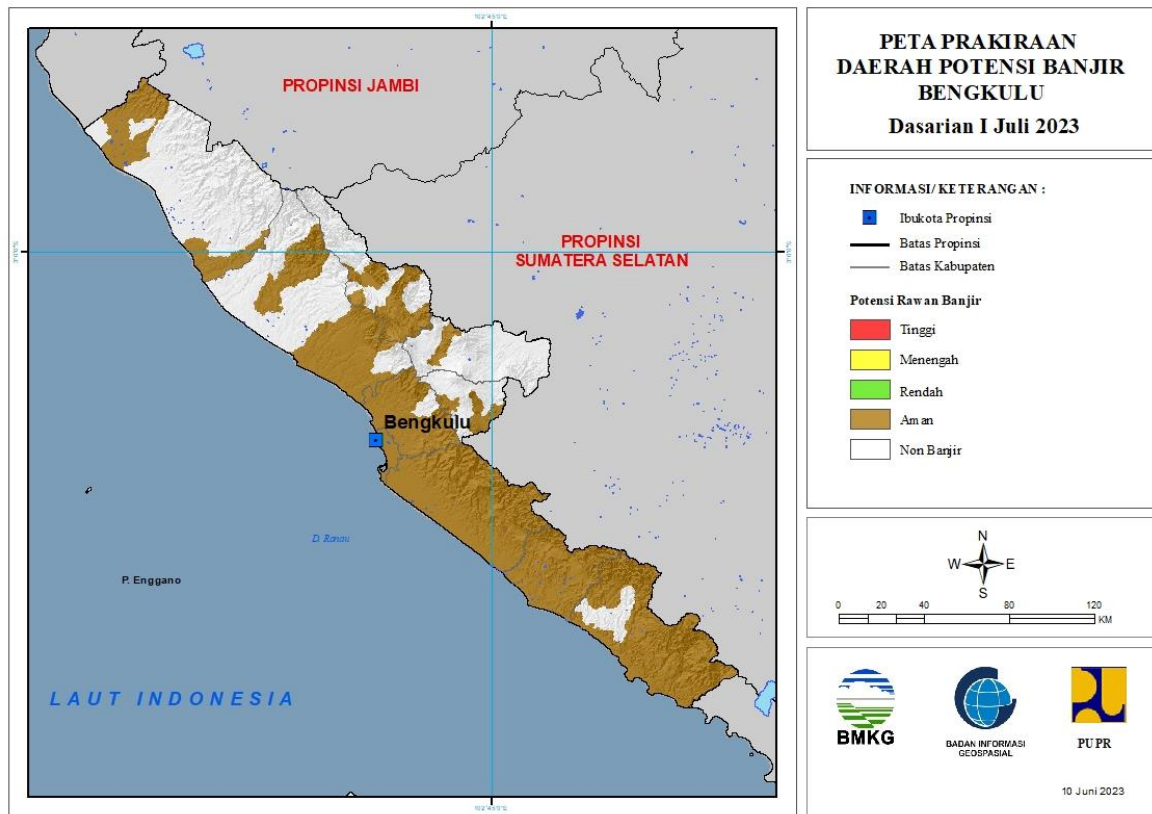 PETA PRAKIRAAN
DAERAH POTENSI BANJIR
BENGKULU
Dasarian I Juli 2023
INFORMASI/ KETERANGAN :
Ibukota Propinsi
Batas Propinsi
Batas Kabupaten
Potensi Rawan Banjir
Tinggi
Menengah
Rendah
Aman
Non Banjir
N
W E
S
0 20 40 80 120
KM
BMKG
BADAN INFORMASI
GEOSPASIAL
PUPR
10 Juni 2023
PROPINSI JAMBI
PROPINSI
SUMATERA SELATAN
Bengkulu
D. Ranau
P. Enggano
LAUT INDONESIA